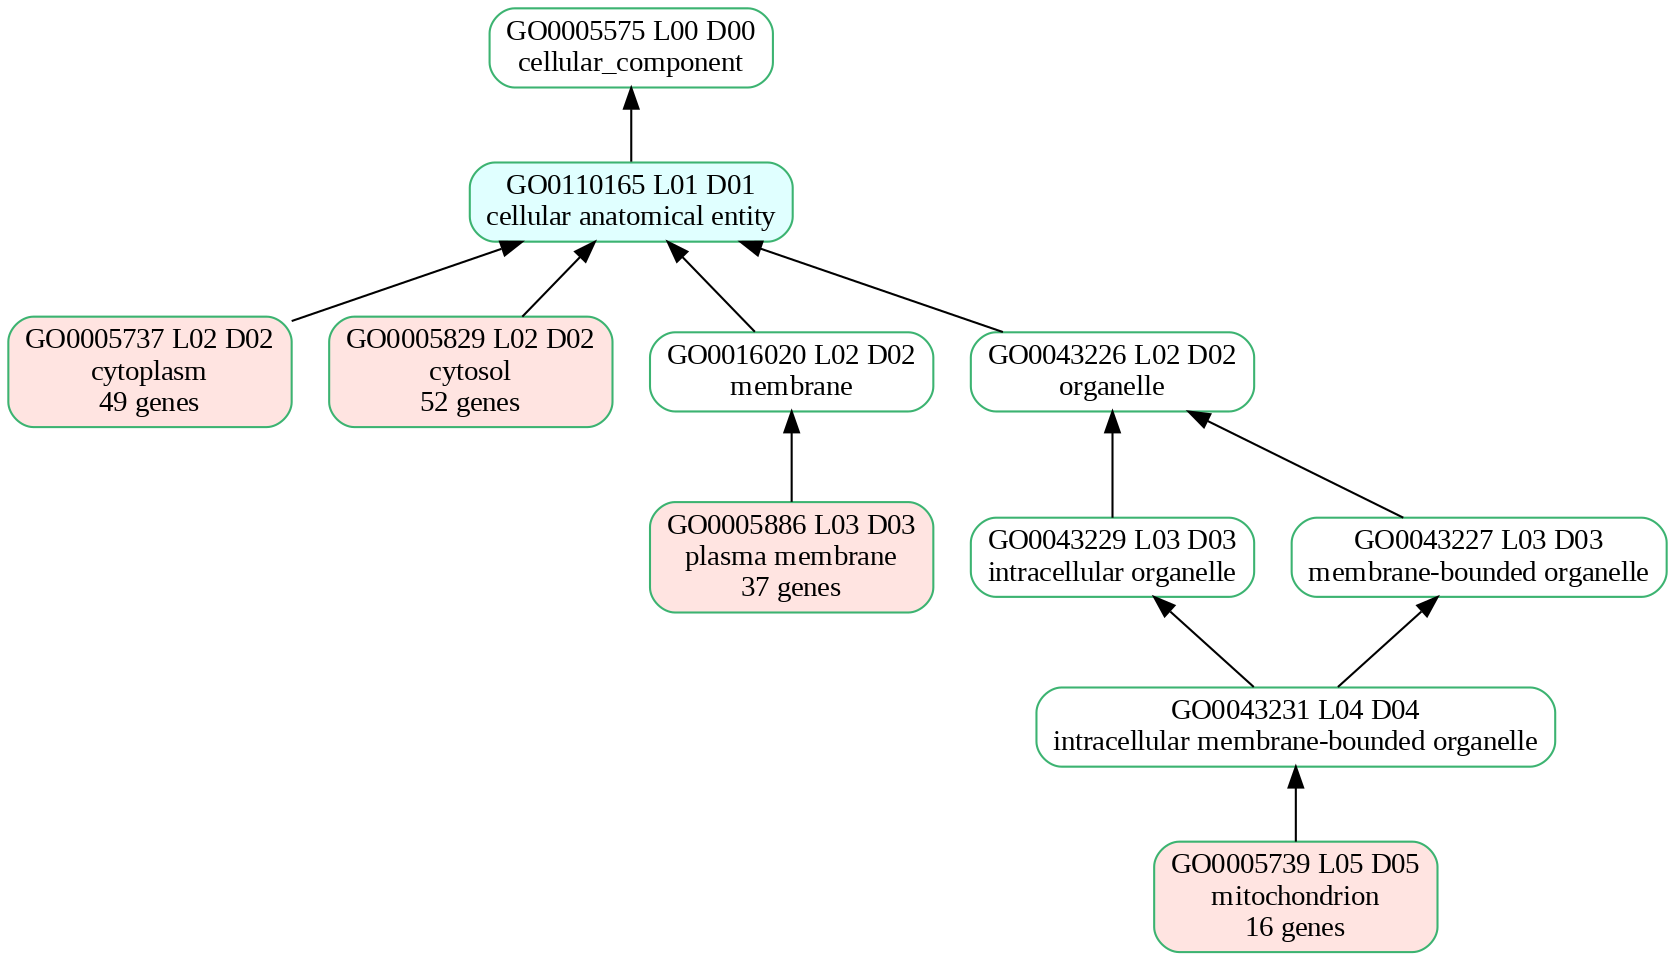 GO0005575 L00 D00
cellular_component
GO0110165 L01 D01
cellular anatomical entity
GO0005737 L02 D02
cytoplasm
49 genes
GO0005829 L02 D02
cytosol
52 genes
GO0016020 L02 D02
membrane
GO0043226 L02 D02
organelle
GO0005886 L03 D03
plasma membrane
37 genes
GO0043229 L03 D03
intracellular organelle
GO0043227 L03 D03
membrane-bounded organelle
GO0043231 L04 D04
intracellular membrane-bounded organelle
GO0005739 L05 D05
mitochondrion
16 genes